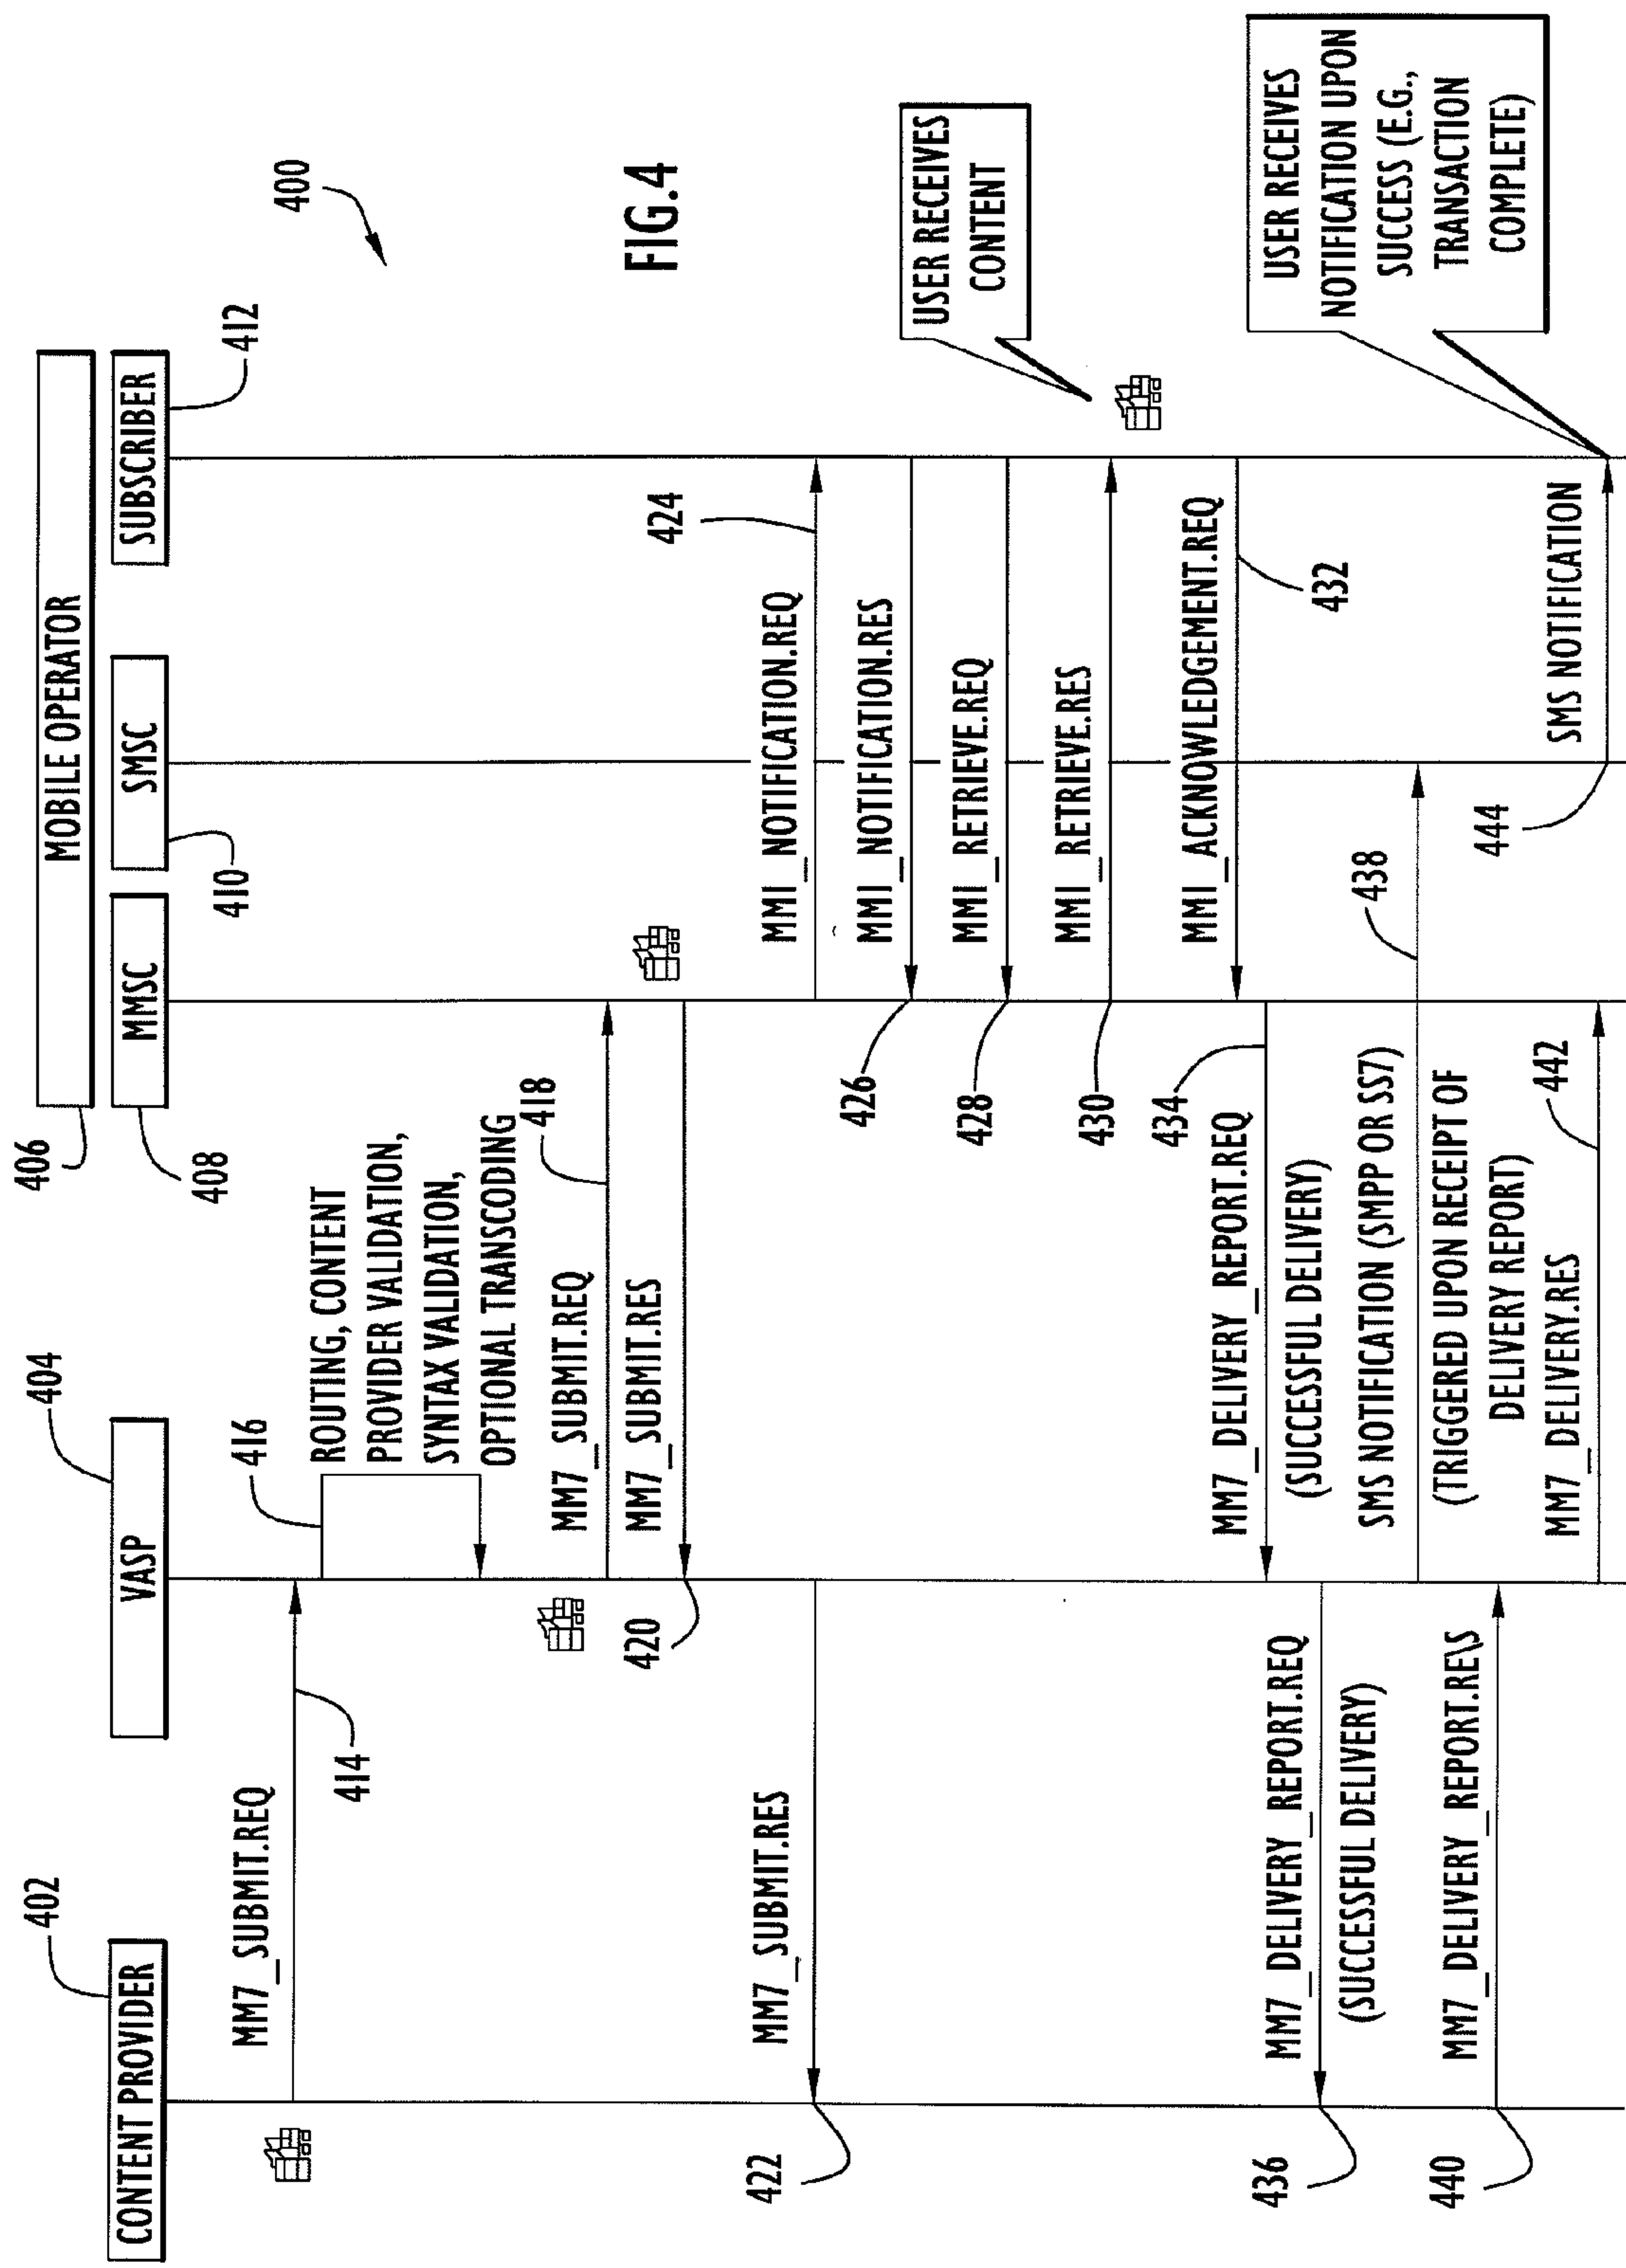 400
FIG.4
402
CONTENT PROVIDER
404
VASP
406
MOBILE OPERATOR
408
MMSC
410
SMSC
412
SUBSCRIBER
MM7_SUBMIT.REQ
414
416
ROUTING, CONTENT
PROVIDER VALIDATION,
SYNTAX VALIDATION,
OPTIONAL TRANSCODING
418
MM7_SUBMIT.REQ
MM7_SUBMIT.RES
420
MM7_SUBMIT.RES
422
MMI_NOTIFICATION.REQ
424
MMI_NOTIFICATION.RES
426
MMI_RETRIEVE.REQ
428
MMI_RETRIEVE.RES
430
USER RECEIVES
CONTENT
MMI_ACKNOWLEDGEMENT.REQ
432
434
MM7_DELIVERY_REPORT.REQ
(SUCCESSFUL DELIVERY)
MM7_DELIVERY_REPORT.REQ
(SUCCESSFUL DELIVERY)
436
SMS NOTIFICATION (SMPP OR SS7)
438
(TRIGGERED UPON RECEIPT OF
DELIVERY REPORT)
MM7_DELIVERY_REPORT.RE\S
440
MM7_DELIVERY.RES
442
SMS NOTIFICATION
444
USER RECEIVES
NOTIFICATION UPON
SUCCESS (E.G.,
TRANSACTION
COMPLETE)